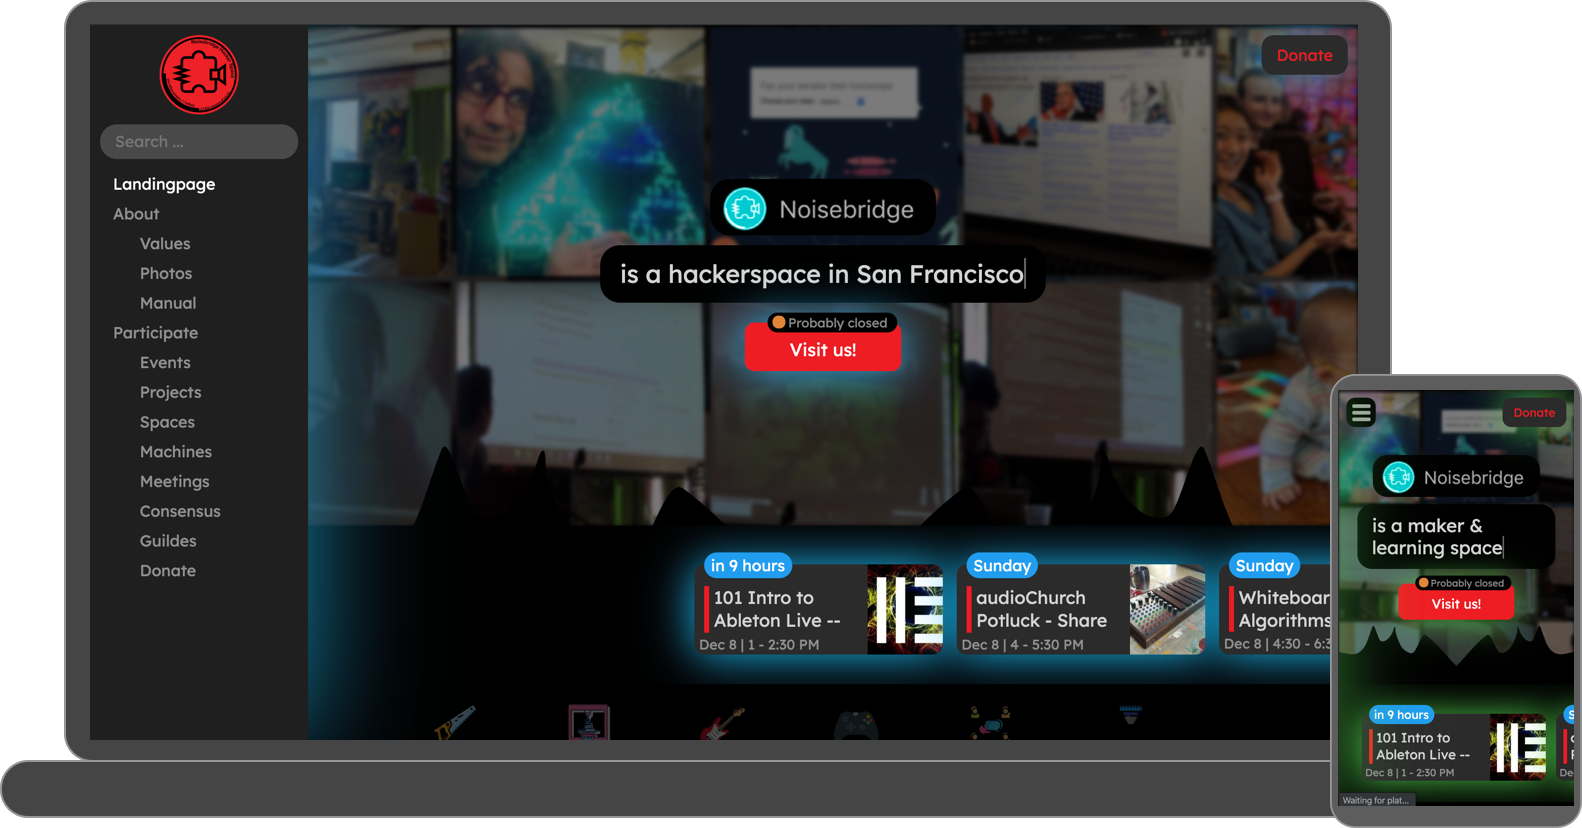 Search ...
Landingpage
About
Values
Photos
Manual
Participate
Events
Projects
Spaces
Machines
Meetings
Consensus
Guildes
Donate
Donate
Noisebridge
is a hackerspace in San Francisco
Probably closed
Visit us!
in 9 hours
101 Intro to
Ableton Live --
Dec 8 | 1 - 2:30 PM
Sunday
audioChurch
Potluck - Share
Dec 8 | 4 - 5:30 PM
Sunday
Whiteboar
Algorithms
Dec 8 | 4:30 - 6:3
Donate
Noisebridge
is a maker &
learning space
Probably closed
Visit us!
in 9 hours
101 Intro to
Ableton Live --
Dec 8 | 1 - 2:30 PM
S
De
Waiting for plat...